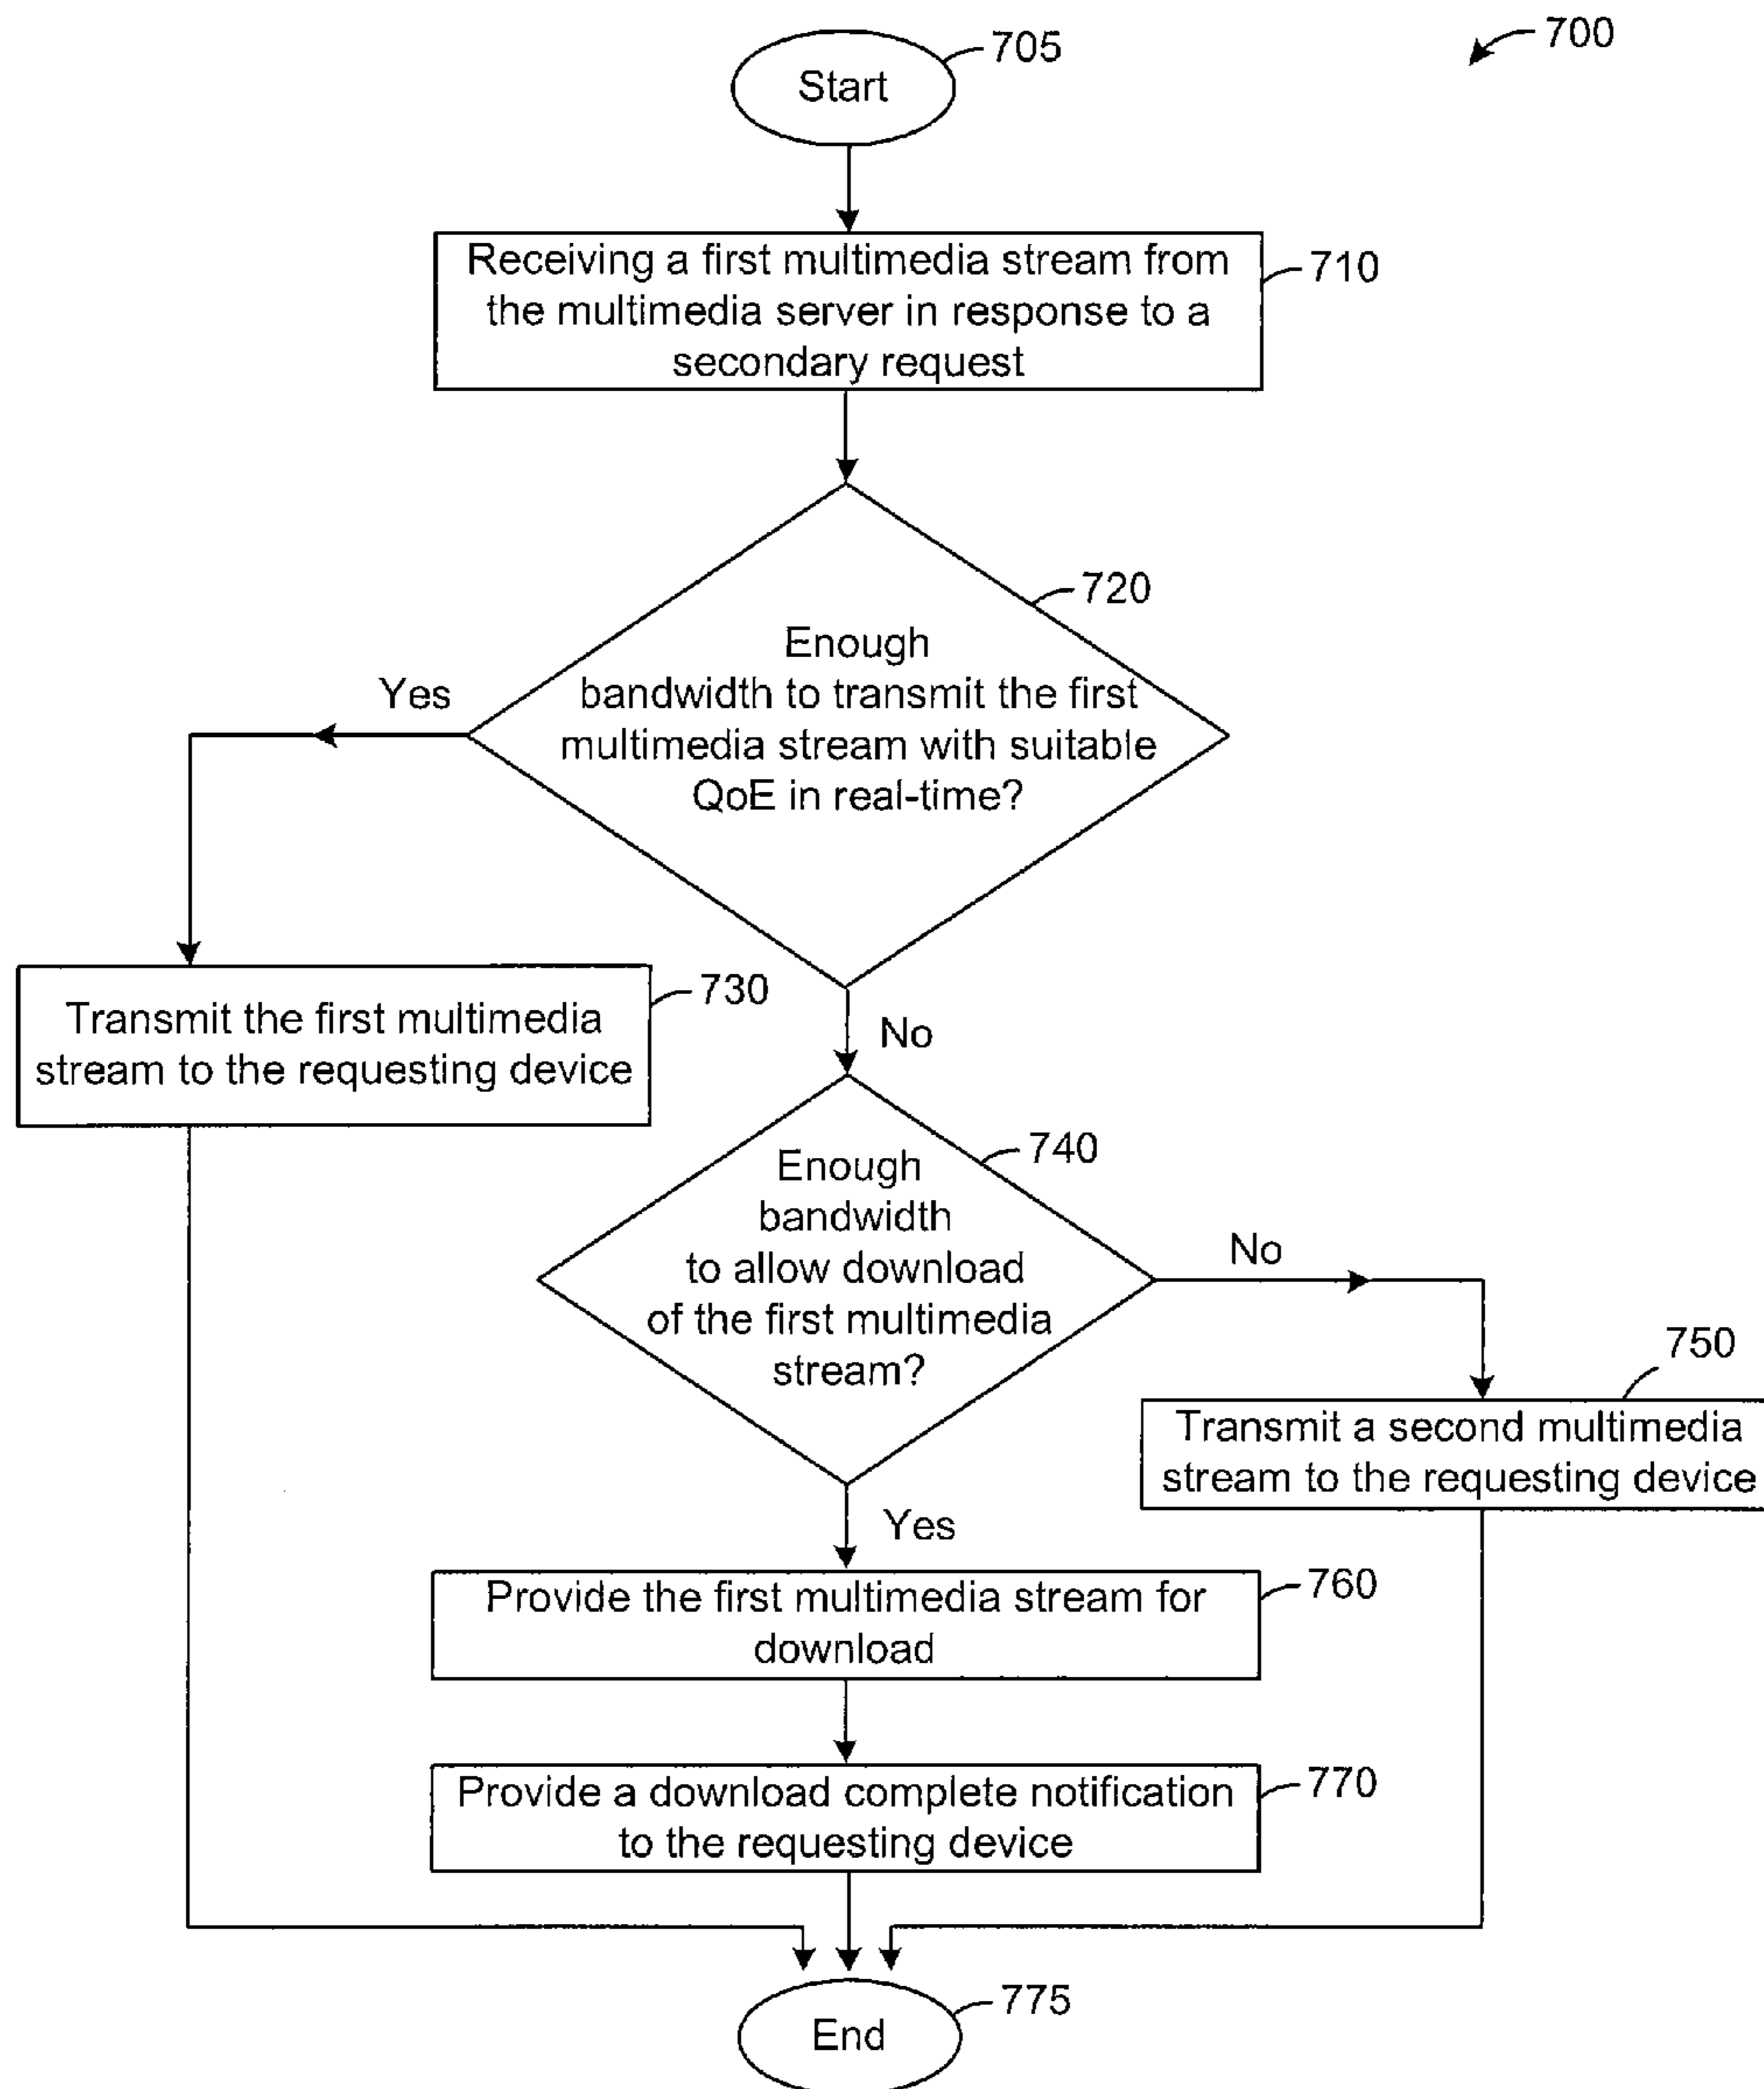 700
705
Start
Receiving a first multimedia stream from
the multimedia server in response to a
secondary request
710
720
Enough
bandwidth to transmit the first
multimedia stream with suitable
QoE in real-time?
Yes
No
730
Transmit the first multimedia
stream to the requesting device
740
Enough
bandwidth
to allow download
of the first multimedia
stream?
No
750
Transmit a second multimedia
stream to the requesting device
Yes
Provide the first multimedia stream for
download
760
Provide a download complete notification
to the requesting device
770
775
End